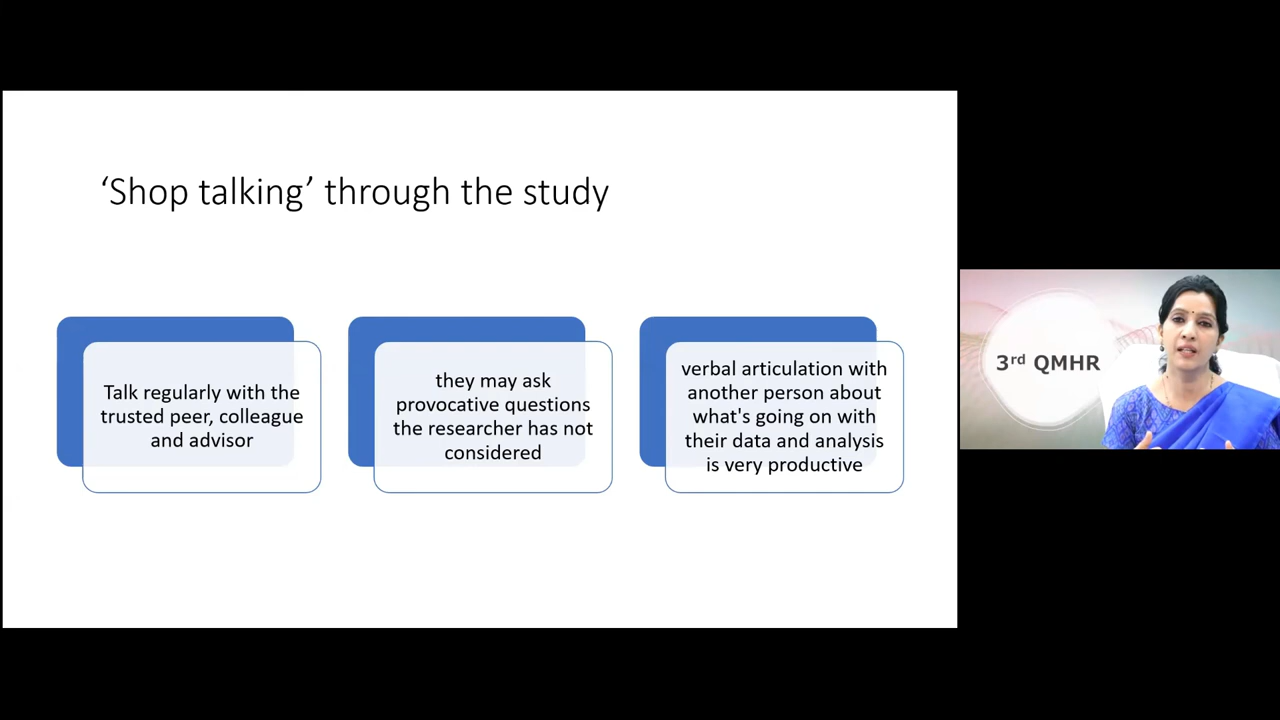 ‘Shop talking’ through the study
Talk regularly with the
trusted peer, colleague
and advisor
they may ask
provocative questions
the researcher has not
considered
verbal articulation with
another person about
what's going on with
their data and analysis
is very productive
3rd QMHR